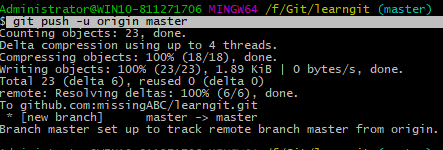 Administrator@WIN10-811271706 MINGW64 /f/Git/learngit (master)
$ git push -u origin master
Counting objects: 23, done.
Delta compression using up to 4 threads.
Compressing objects: 100% (18/18), done.
Writing objects: 100% (23/23), 1.89 KiB | 0 bytes/s, done.
Total 23 (delta 6), reused 0 (delta 0)
remote: Resolving deltas: 100% (6/6), done.
To github.com:missingABC/learngit.git
 * [new branch]      master -> master
Branch master set up to track remote branch master from origin.